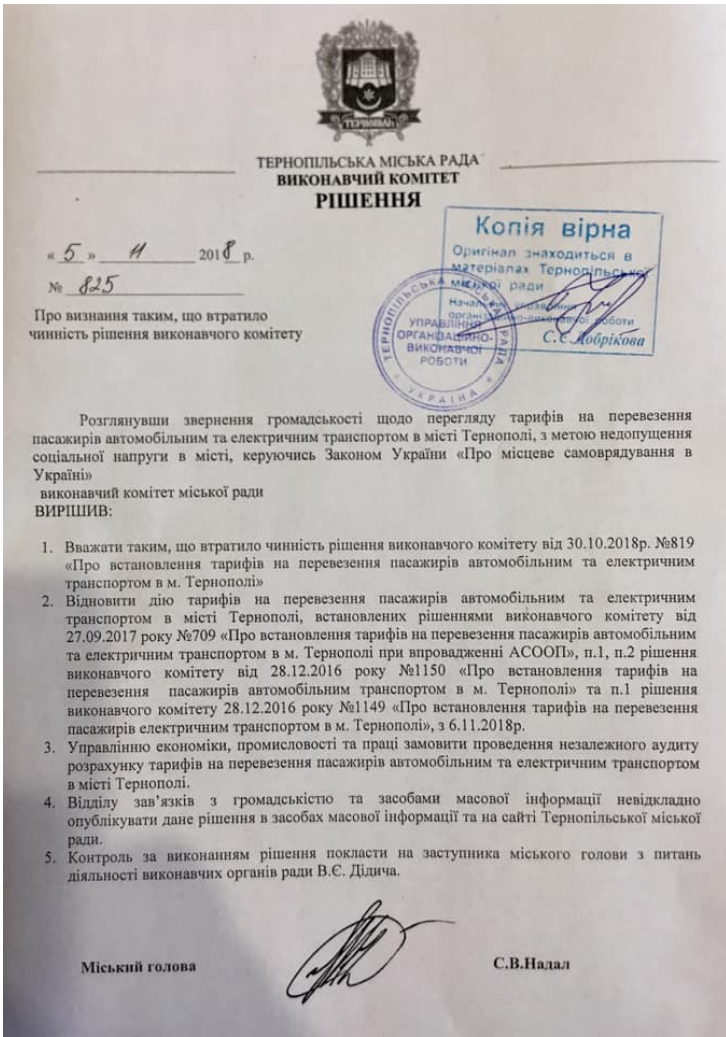 ТЕРНОПІЛЬ
ТЕРНОПІЛЬСЬКА МІСЬКА РАДА
ВИКОНАВЧИЙ КОМІТЕТ
РІШЕННЯ
« 5 » 11 2018 р.
№ 825
Копія вірна
Оригінал знаходиться в
матеріалах Тернопільської
міської ради
Начальник управління
організаційно-виконавчої роботи
С.Є.Добрікова
ТЕРНОПІЛЬСЬКА МІСЬКА РАДА
УПРАВЛІННЯ
ОРГАНІЗАЦІЙНО-
ВИКОНАВЧОЇ
РОБОТИ
* УКРАЇНА *
Про визнання таким, що втратило
чинність рішення виконавчого комітету
Розглянувши звернення громадськості щодо перегляду тарифів на перевезення
пасажирів автомобільним та електричним транспортом в місті Тернополі, з метою недопущення
соціальної напруги в місті, керуючись Законом України «Про місцеве самоврядування в
Україні»
виконавчий комітет міської ради
ВИРІШИВ:
1. Вважати таким, що втратило чинність рішення виконавчого комітету від 30.10.2018р. №819
«Про встановлення тарифів на перевезення пасажирів автомобільним та електричним
транспортом в м. Тернополі»
2. Відновити дію тарифів на перевезення пасажирів автомобільним та електричним
транспортом в місті Тернополі, встановлених рішеннями виконавчого комітету від
27.09.2017 року №709 «Про встановлення тарифів на перевезення пасажирів автомобільним
та електричним транспортом в м. Тернополі при впровадженні АСООП», п.1, п.2 рішення
виконавчого комітету від 28.12.2016 року №1150 «Про встановлення тарифів на
перевезення пасажирів автомобільним транспортом в м. Тернополі» та п.1 рішення
виконавчого комітету 28.12.2016 року №1149 «Про встановлення тарифів на перевезення
пасажирів електричним транспортом в м. Тернополі», з 6.11.2018р.
3. Управлінню економіки, промисловості та праці замовити проведення незалежного аудиту
розрахунку тарифів на перевезення пасажирів автомобільним та електричним транспортом
в місті Тернополі.
4. Відділу зав’язків з громадськістю та засобами масової інформації невідкладно
опублікувати дане рішення в засобах масової інформації та на сайті Тернопільської міської
ради.
5. Контроль за виконанням рішення покласти на заступника міського голови з питань
діяльності виконавчих органів ради В.Є. Дідича.
Міський голова
С.В.Надал